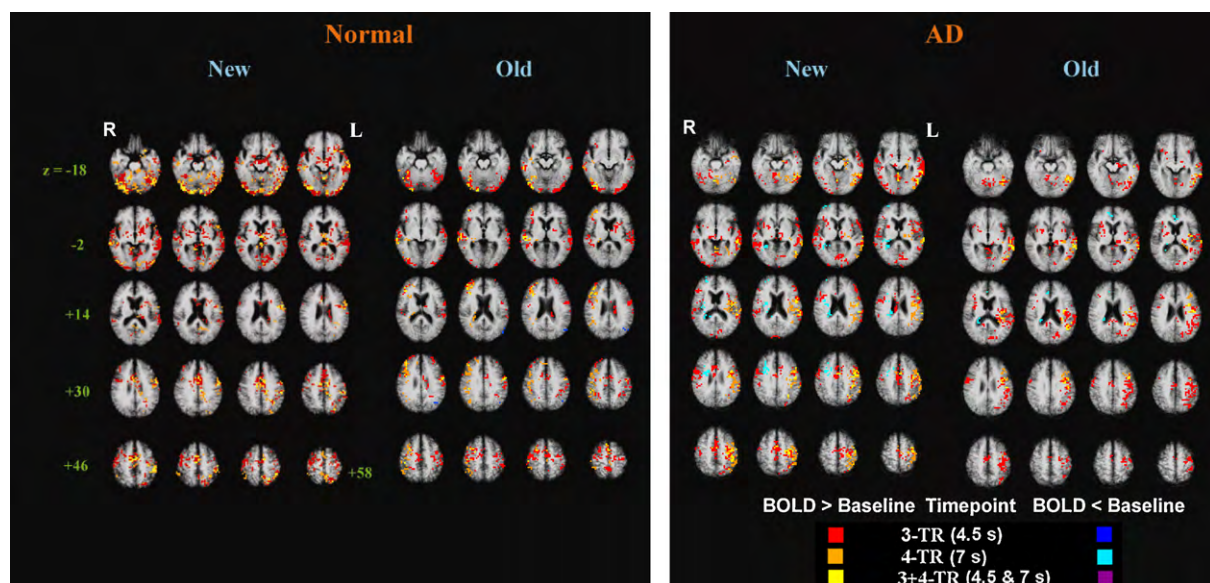 Normal
New Old
R L
z = -18
-2
+14
+30
+46 +58
AD
New Old
R L
BOLD > Baseline Timepoint BOLD < Baseline
3-TR (4.5 s)
4-TR (7 s)
3+4-TR (4.5 & 7 s)